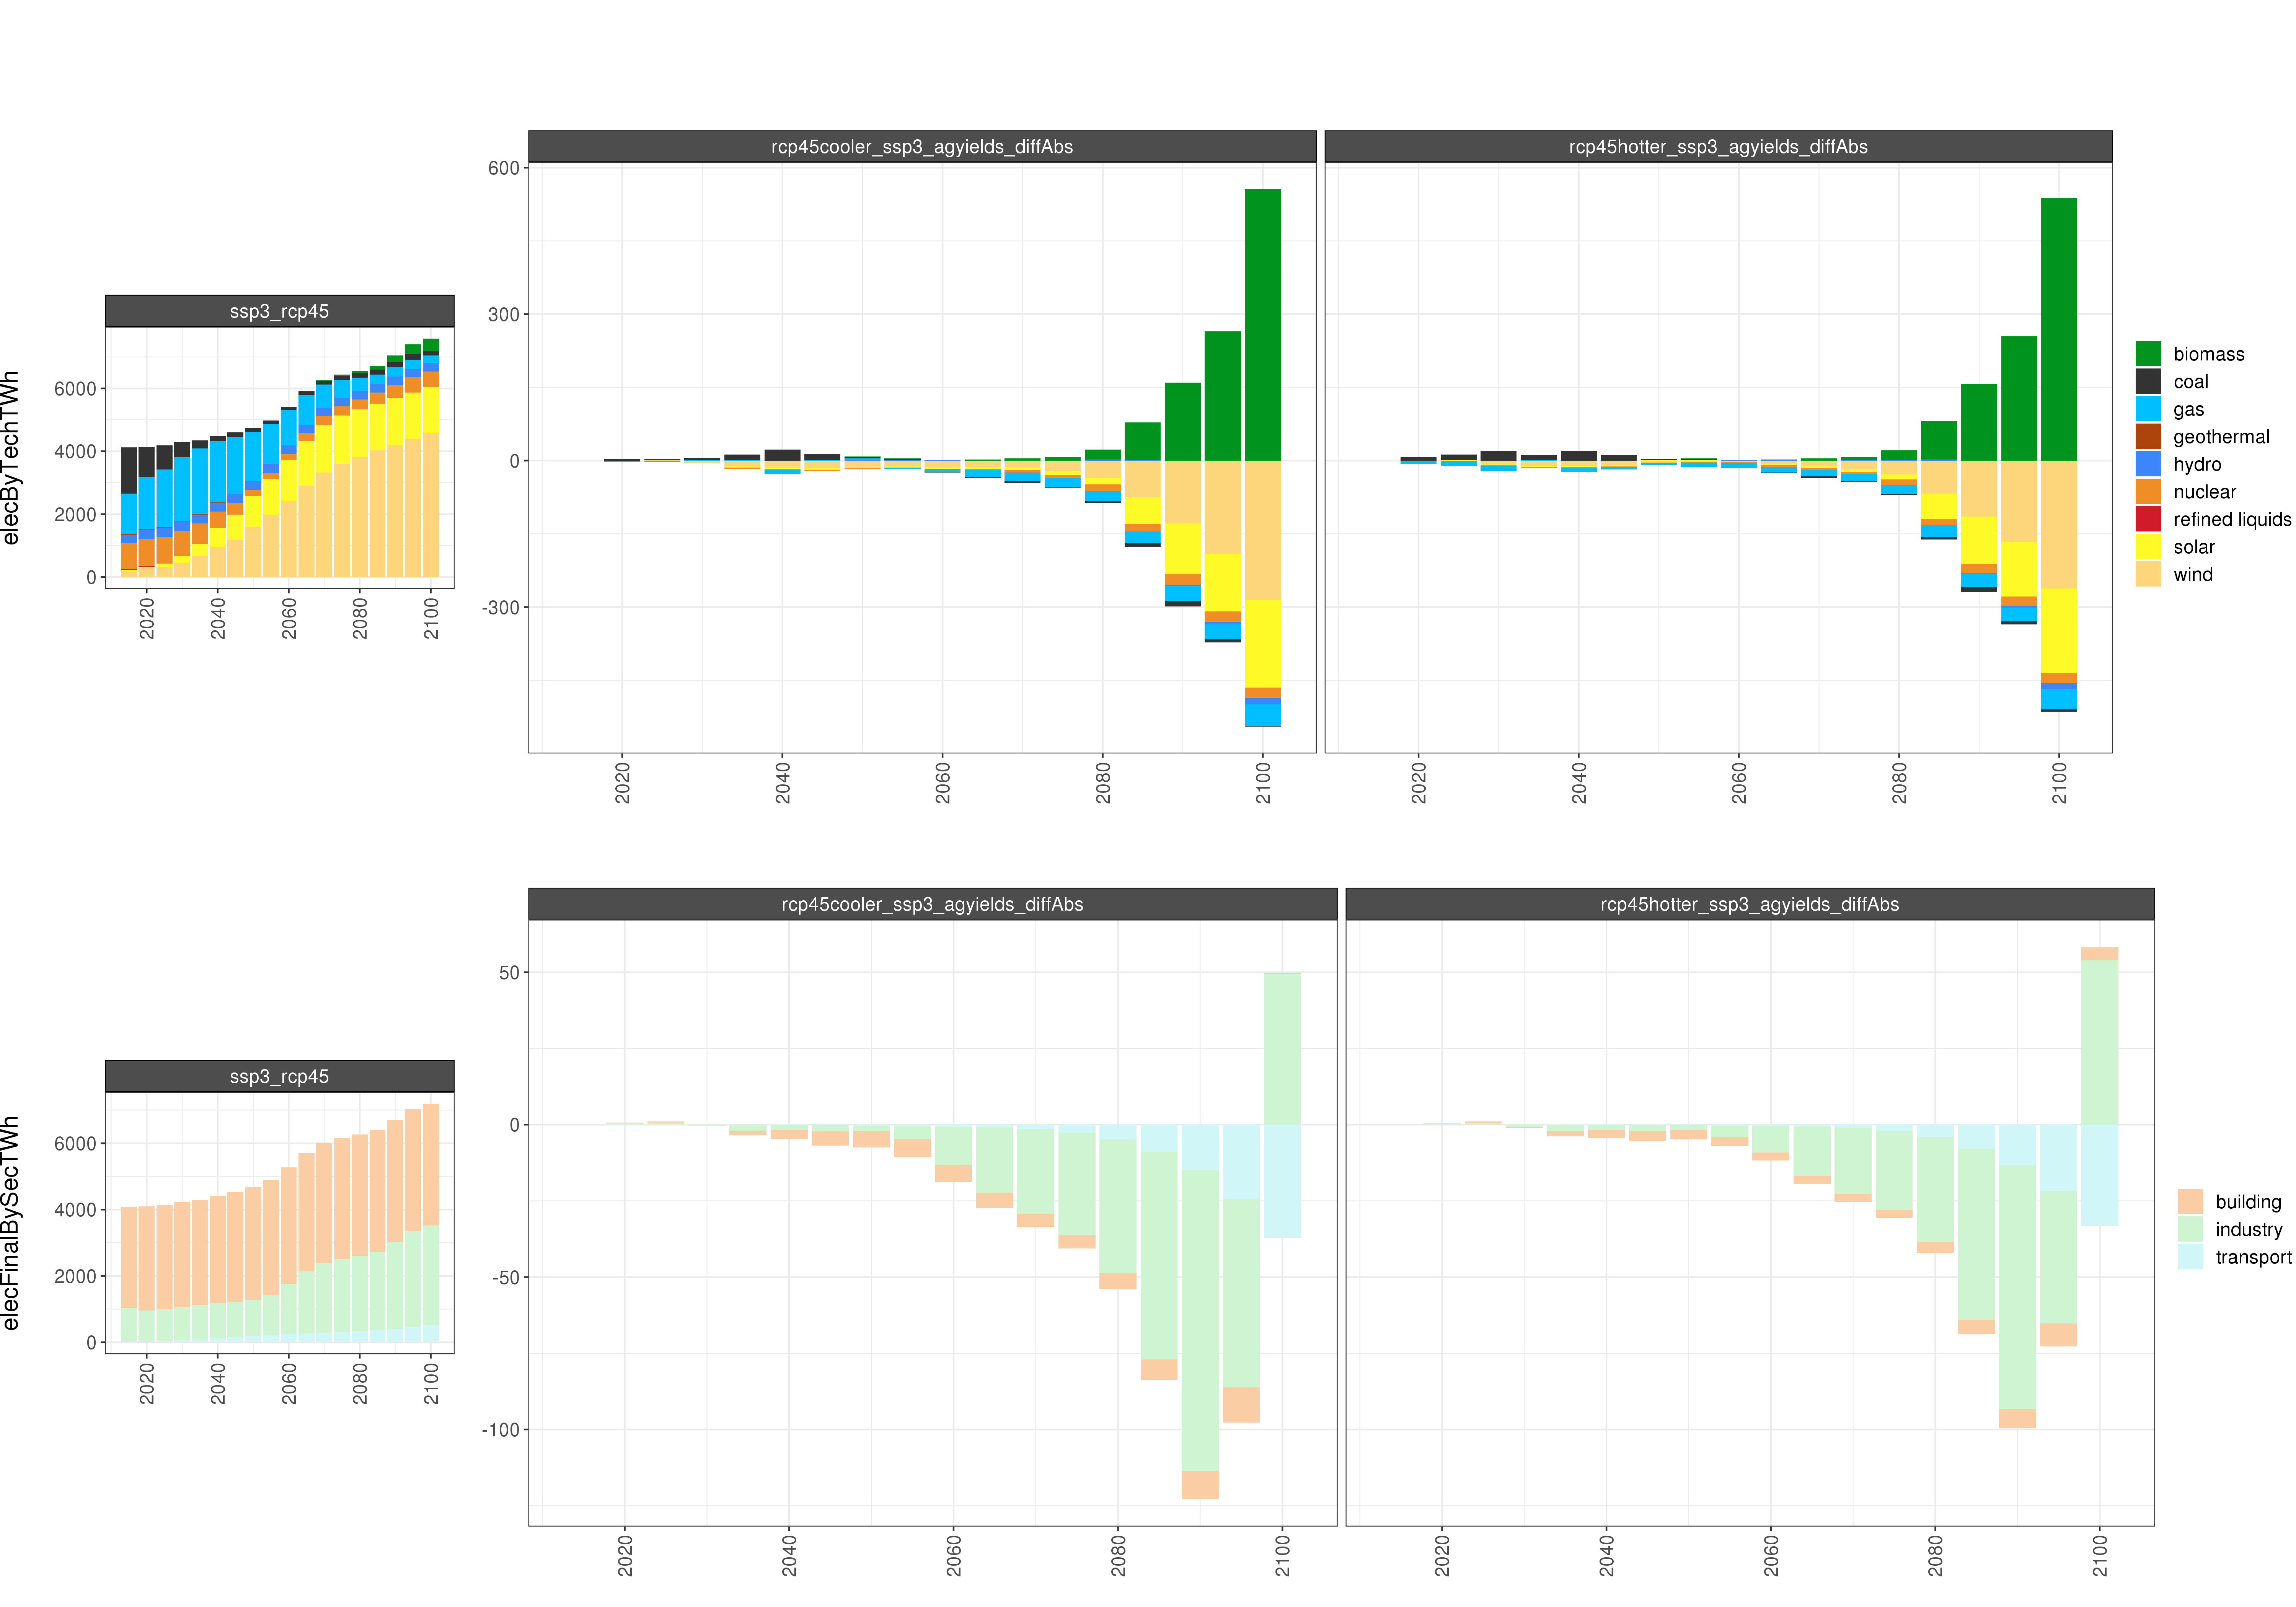 rcp45cooler_ssp3_agyields_diffAbs
rcp45hotter_ssp3_agyields_diffAbs
600
300
0
-300
2020
2040
2060
2080
2100
2020
2040
2060
2080
2100
ssp3_rcp45
elecByTechTWh
6000
4000
2000
0
2020
2040
2060
2080
2100
biomass
coal
gas
geothermal
hydro
nuclear
refined liquids
solar
wind
rcp45cooler_ssp3_agyields_diffAbs
rcp45hotter_ssp3_agyields_diffAbs
50
0
-50
-100
2020
2040
2060
2080
2100
2020
2040
2060
2080
2100
ssp3_rcp45
elecFinalBySecTWh
6000
4000
2000
0
2020
2040
2060
2080
2100
building
industry
transport